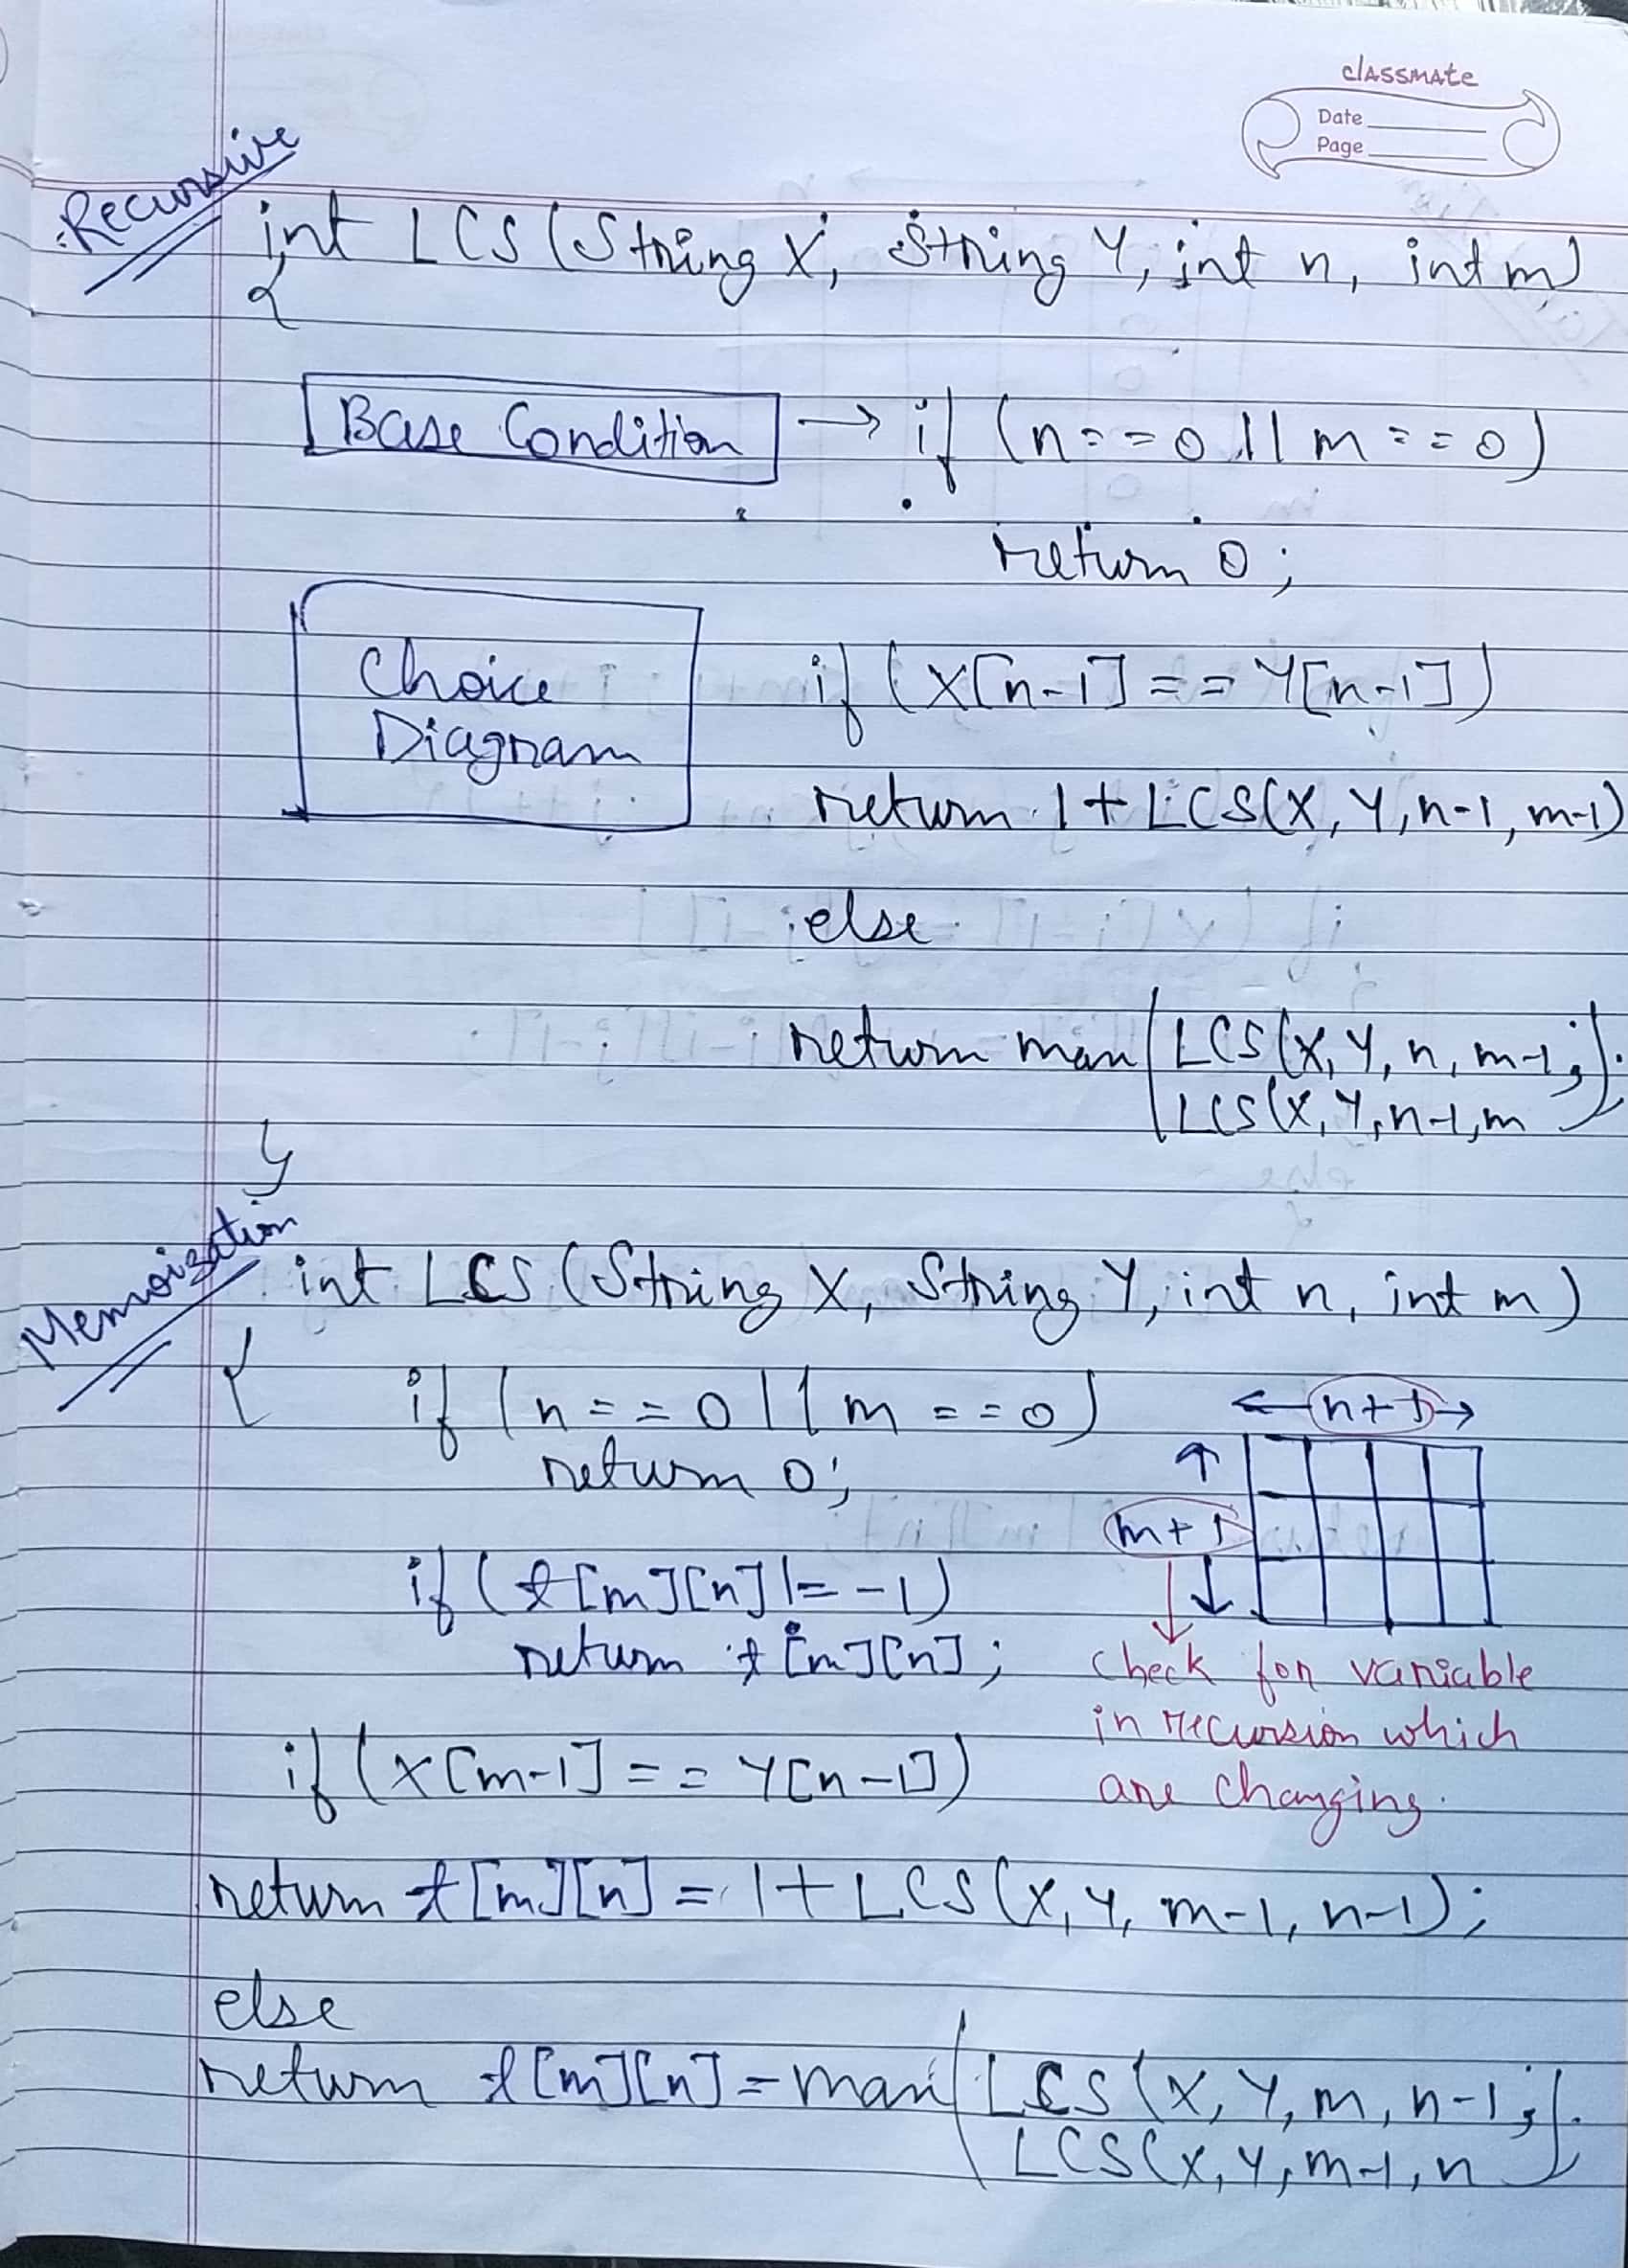 classmate
Date
Page
Recursive
int LCS (String X, String Y, int n, int m)
{
Base Condition → if (n==0 || m==0)
return 0;
Choice
Diagram
if (X[n-1] == Y[n-1])
return 1+LCS(X, Y, n-1, m-1)
else
return max (LCS(X, Y, n, m-1;);
LCS(X, Y, n-1, m
}
Memoization
int LCS (String X, String Y, int n, int m)
{ if (n==0 || m==0)
return 0;
← n+1 →
↑
m+1
↓
if (t[m][n] != -1)
return t[m][n];
check for variable
in recursion which
are changing.
if (X[m-1] == Y[n-1])
return t[m][n] = 1+LCS(X, Y, m-1, n-1);
else
return t[m][n] = max (LCS(X, Y, m, n-1;);
LCS(X, Y, m-1, n